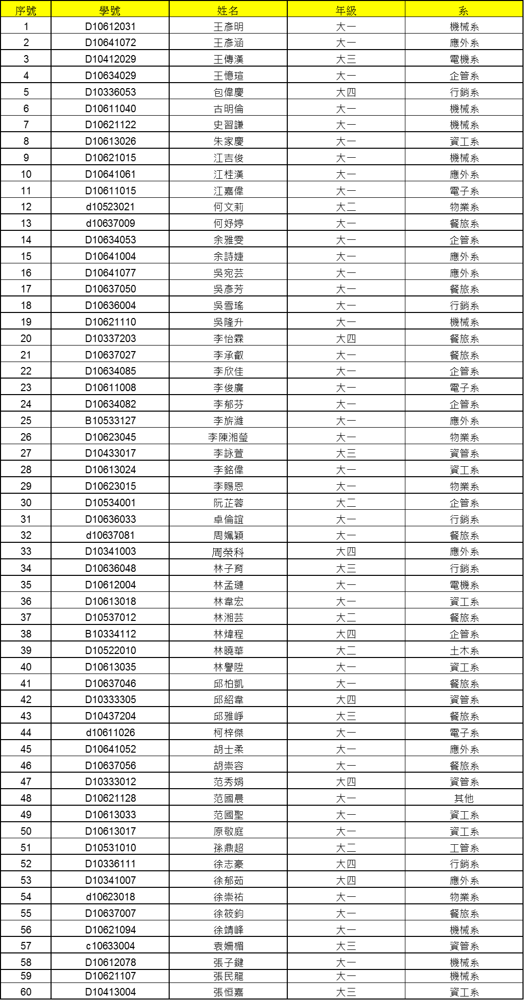 序號 學號 姓名 年級 系
1 D10612031 王彥明 大一 機械系
2 D10641072 王彥涵 大一 應外系
3 D10412029 王傳漢 大三 電機系
4 D10634029 王憶瑄 大一 企管系
5 D10336053 包偉慶 大四 行銷系
6 D10611040 古明倫 大一 機械系
7 D10621122 史習謙 大一 機械系
8 D10613026 朱家慶 大一 資工系
9 D10621015 江吉俊 大一 機械系
10 D10641061 江桂漢 大一 應外系
11 D10611015 江嘉偉 大一 電子系
12 d10523021 何文莉 大二 物業系
13 d10637009 何妤婷 大一 餐旅系
14 D10634053 余雅雯 大一 企管系
15 D10641004 余詩婕 大一 應外系
16 D10641077 吳宛芸 大一 應外系
17 D10637050 吳彥芳 大一 餐旅系
18 D10636004 吳雪瑤 大一 行銷系
19 D10621110 吳隆升 大一 機械系
20 D10337203 李怡霖 大四 餐旅系
21 D10637027 李承叡 大一 餐旅系
22 D10634085 李欣佳 大一 企管系
23 D10611008 李俊廣 大一 電子系
24 D10634082 李郁芬 大一 企管系
25 B10533127 李旂濰 大一 應外系
26 D10623045 李陳湘瑩 大一 物業系
27 D10433017 李詠萱 大三 資管系
28 D10613024 李銘偉 大一 資工系
29 D10623015 李賜恩 大一 物業系
30 D10534001 阮芷蓉 大二 企管系
31 D10636033 卓倫誼 大一 行銷系
32 d10637081 周姵穎 大一 餐旅系
33 D10341003 周榮科 大四 應外系
34 D10636048 林子育 大三 行銷系
35 D10612004 林孟璉 大一 電機系
36 D10613018 林韋宏 大一 資工系
37 D10537012 林湘芸 大二 餐旅系
38 B10334112 林煒程 大四 企管系
39 D10522010 林曉華 大二 土木系
40 D10613035 林譽陞 大一 資工系
41 D10637046 邱柏凱 大一 餐旅系
42 D10333305 邱紹韋 大四 資管系
43 D10437204 邱雅崢 大三 餐旅系
44 d10611026 柯梓傑 大一 電子系
45 D10641052 胡士柔 大一 應外系
46 D10637056 胡崇容 大一 餐旅系
47 D10333012 范秀娟 大四 資管系
48 D10621128 范國晨 大一 其他
49 D10613033 范國聖 大一 資工系
50 D10613017 原敬庭 大一 資工系
51 D10531010 孫鼎超 大二 工管系
52 D10336111 徐志豪 大四 行銷系
53 D10341007 徐郁茹 大四 應外系
54 d10623018 徐崇祐 大一 物業系
55 D10637007 徐筱鈞 大一 餐旅系
56 D10621094 徐靖峰 大一 機械系
57 c10633004 袁姍楣 大三 資管系
58 D10612078 張子鍵 大一 機械系
59 D10621107 張民龍 大一 機械系
60 D10413004 張恒嘉 大三 資工系